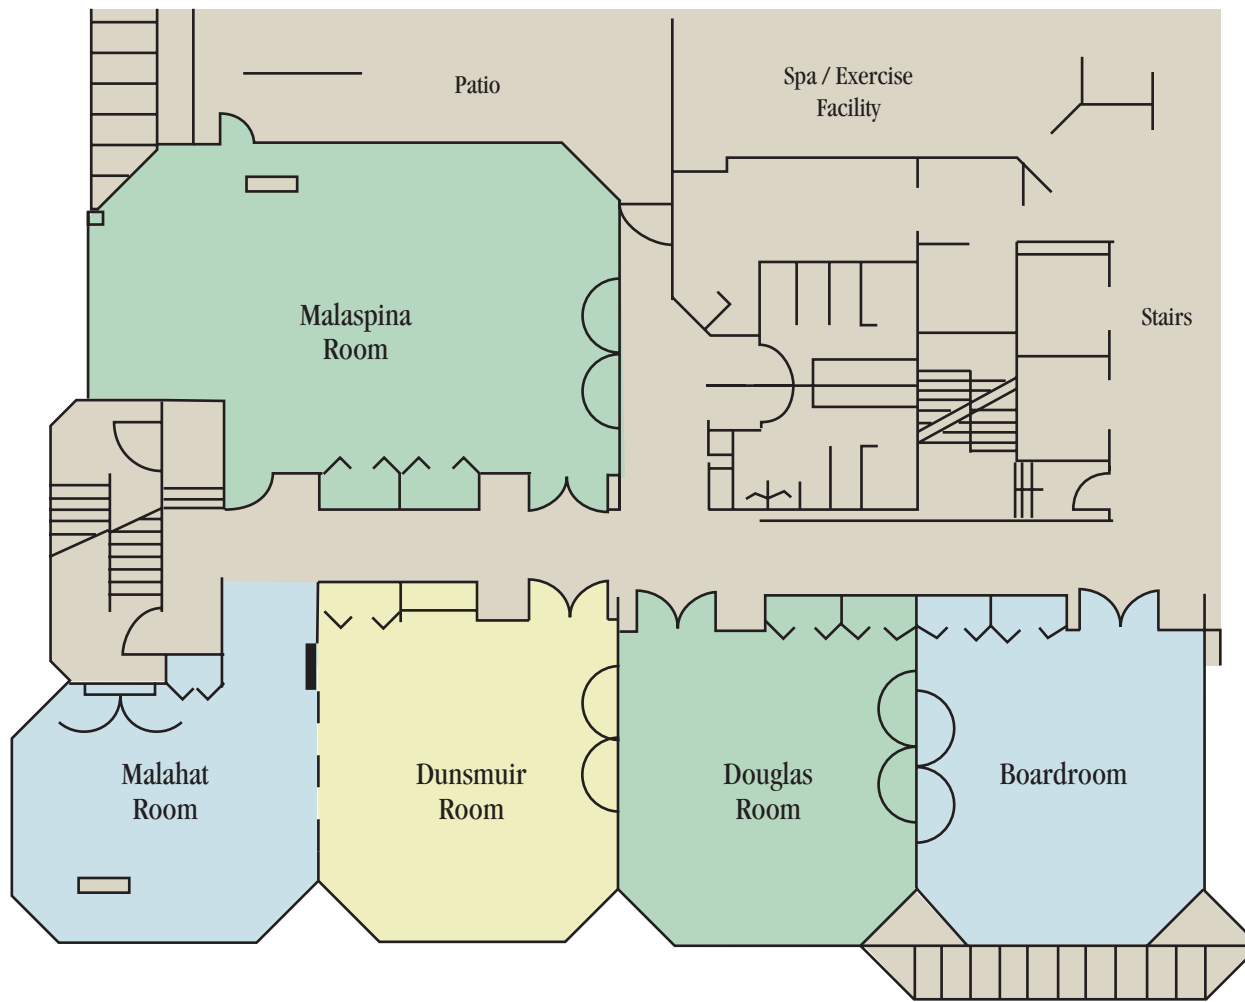 Patio
Spa / Exercise
Facility
Malaspina
Room
Stairs
Malahat
Room
Dunsmuir
Room
Douglas
Room
Boardroom